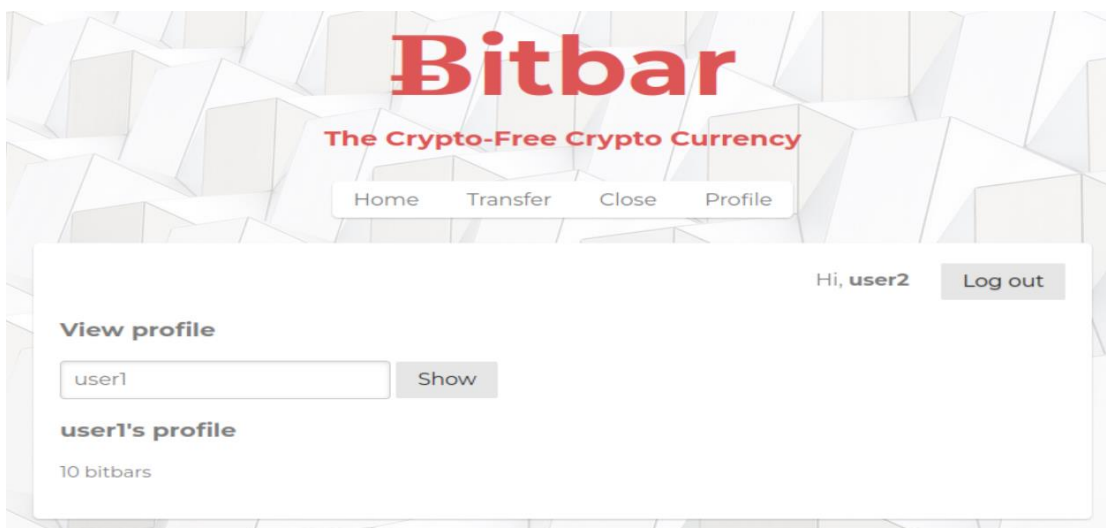 Ƀitbar
The Crypto-Free Crypto Currency
Home Transfer Close Profile
Hi, user2 Log out
View profile
user1 Show
user1's profile
10 bitbars